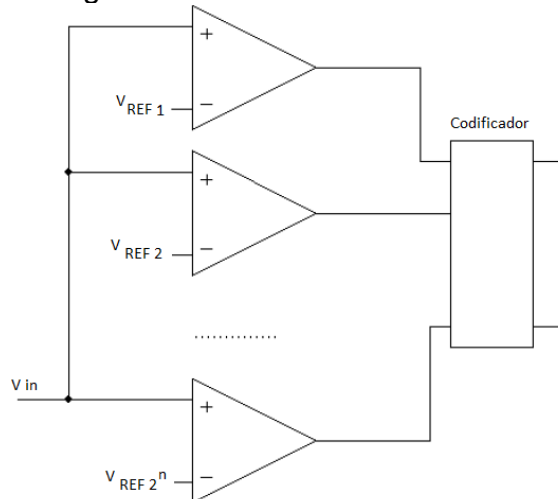 +
V REF 1
−
Codificador
+
V REF 2
−
............
V in
+
V REF 2ⁿ
−